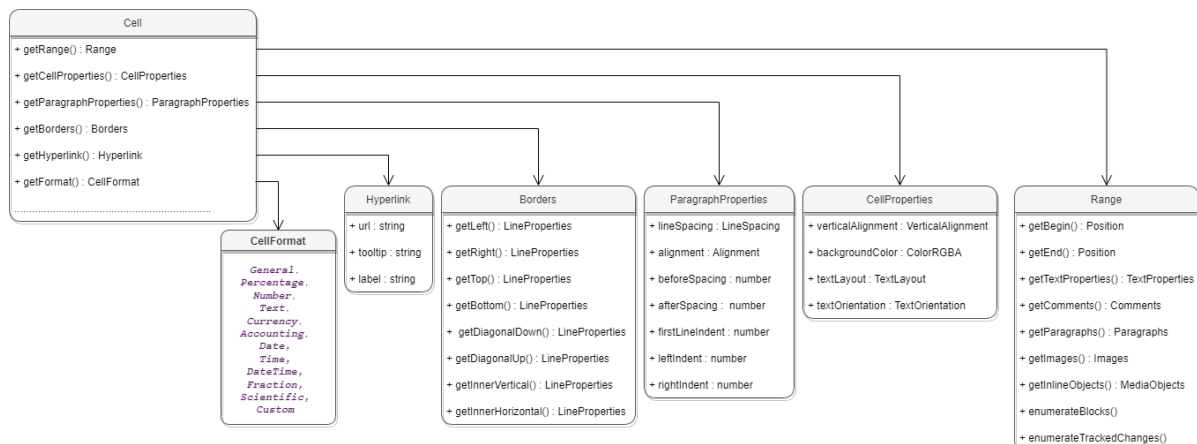 Cell
+ getRange() : Range
+ getCellProperties() : CellProperties
+ getParagraphProperties() : ParagraphProperties
+ getBorders() : Borders
+ getHyperlink() : Hyperlink
+ getFormat() : CellFormat
CellFormat
General.
Percentage.
Number.
Text.
Currency.
Accounting.
Date,
Time,
DateTime,
Fraction,
Scientific,
Custom
Hyperlink
+ url : string
+ tooltip : string
+ label : string
Borders
+ getLeft() : LineProperties
+ getRight() : LineProperties
+ getTop() : LineProperties
+ getBottom() : LineProperties
+ getDiagonalDown() : LineProperties
+ getDiagonalUp() : LineProperties
+ getInnerVertical() : LineProperties
+ getInnerHorizontal() : LineProperties
ParagraphProperties
+ lineSpacing : LineSpacing
+ alignment : Alignment
+ beforeSpacing : number
+ afterSpacing : number
+ firstLineIndent : number
+ leftIndent : number
+ rightIndent : number
CellProperties
+ verticalAlignment : VerticalAlignment
+ backgroundColor : ColorRGBA
+ textLayout : TextLayout
+ textOrientation : TextOrientation
Range
+ getBegin() : Position
+ getEnd() : Position
+ getTextProperties() : TextProperties
+ getComments() : Comments
+ getParagraphs() : Paragraphs
+ getImages() : Images
+ getInlineObjects() : MediaObjects
+ enumerateBlocks()
+ enumerateTrackedChanges()